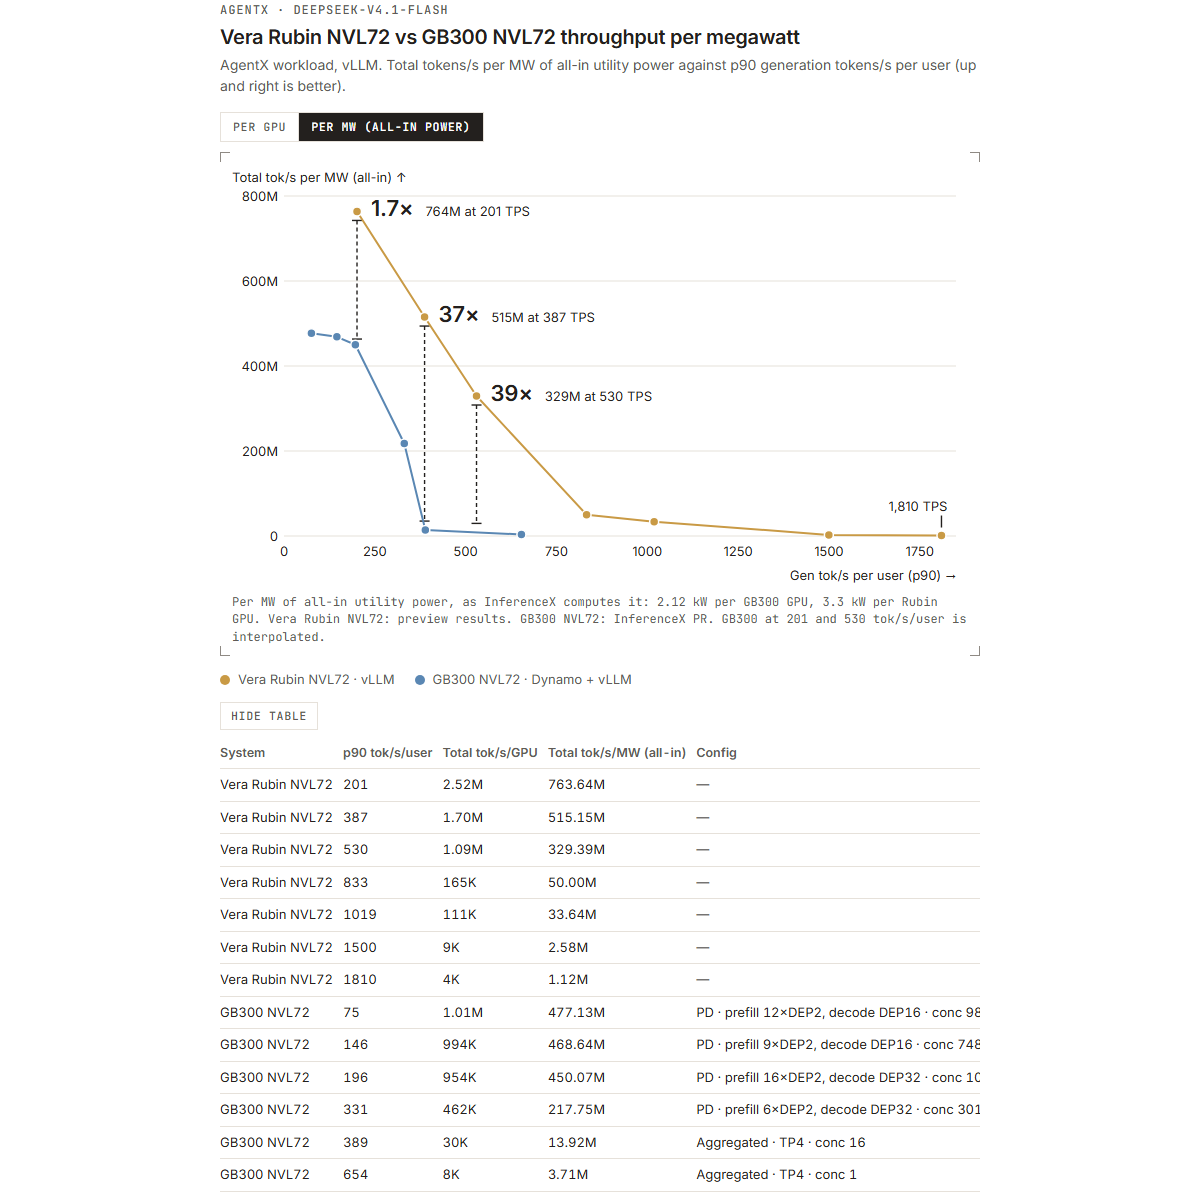 AGENTX · DEEPSEEK-V4.1-FLASH
Vera Rubin NVL72 vs GB300 NVL72 throughput per megawatt
AgentX workload, vLLM. Total tokens/s per MW of all-in utility power against p90 generation tokens/s per user (up
and right is better).
PER GPU PER MW (ALL-IN POWER)
Total tok/s per MW (all-in) ↑
800M
1.7× 764M at 201 TPS
600M
37× 515M at 387 TPS
400M
39× 329M at 530 TPS
200M
1,810 TPS
0
0 250 500 750 1000 1250 1500 1750
Gen tok/s per user (p90) →
Per MW of all-in utility power, as InferenceX computes it: 2.12 kW per GB300 GPU, 3.3 kW per Rubin
GPU. Vera Rubin NVL72: preview results. GB300 NVL72: InferenceX PR. GB300 at 201 and 530 tok/s/user is
interpolated.
Vera Rubin NVL72 · vLLM GB300 NVL72 · Dynamo + vLLM
HIDE TABLE
System p90 tok/s/user Total tok/s/GPU Total tok/s/MW (all-in) Config
Vera Rubin NVL72 201 2.52M 763.64M —
Vera Rubin NVL72 387 1.70M 515.15M —
Vera Rubin NVL72 530 1.09M 329.39M —
Vera Rubin NVL72 833 165K 50.00M —
Vera Rubin NVL72 1019 111K 33.64M —
Vera Rubin NVL72 1500 9K 2.58M —
Vera Rubin NVL72 1810 4K 1.12M —
GB300 NVL72 75 1.01M 477.13M PD · prefill 12×DEP2, decode DEP16 · conc 98
GB300 NVL72 146 994K 468.64M PD · prefill 9×DEP2, decode DEP16 · conc 748
GB300 NVL72 196 954K 450.07M PD · prefill 16×DEP2, decode DEP32 · conc 10
GB300 NVL72 331 462K 217.75M PD · prefill 6×DEP2, decode DEP32 · conc 301
GB300 NVL72 389 30K 13.92M Aggregated · TP4 · conc 16
GB300 NVL72 654 8K 3.71M Aggregated · TP4 · conc 1